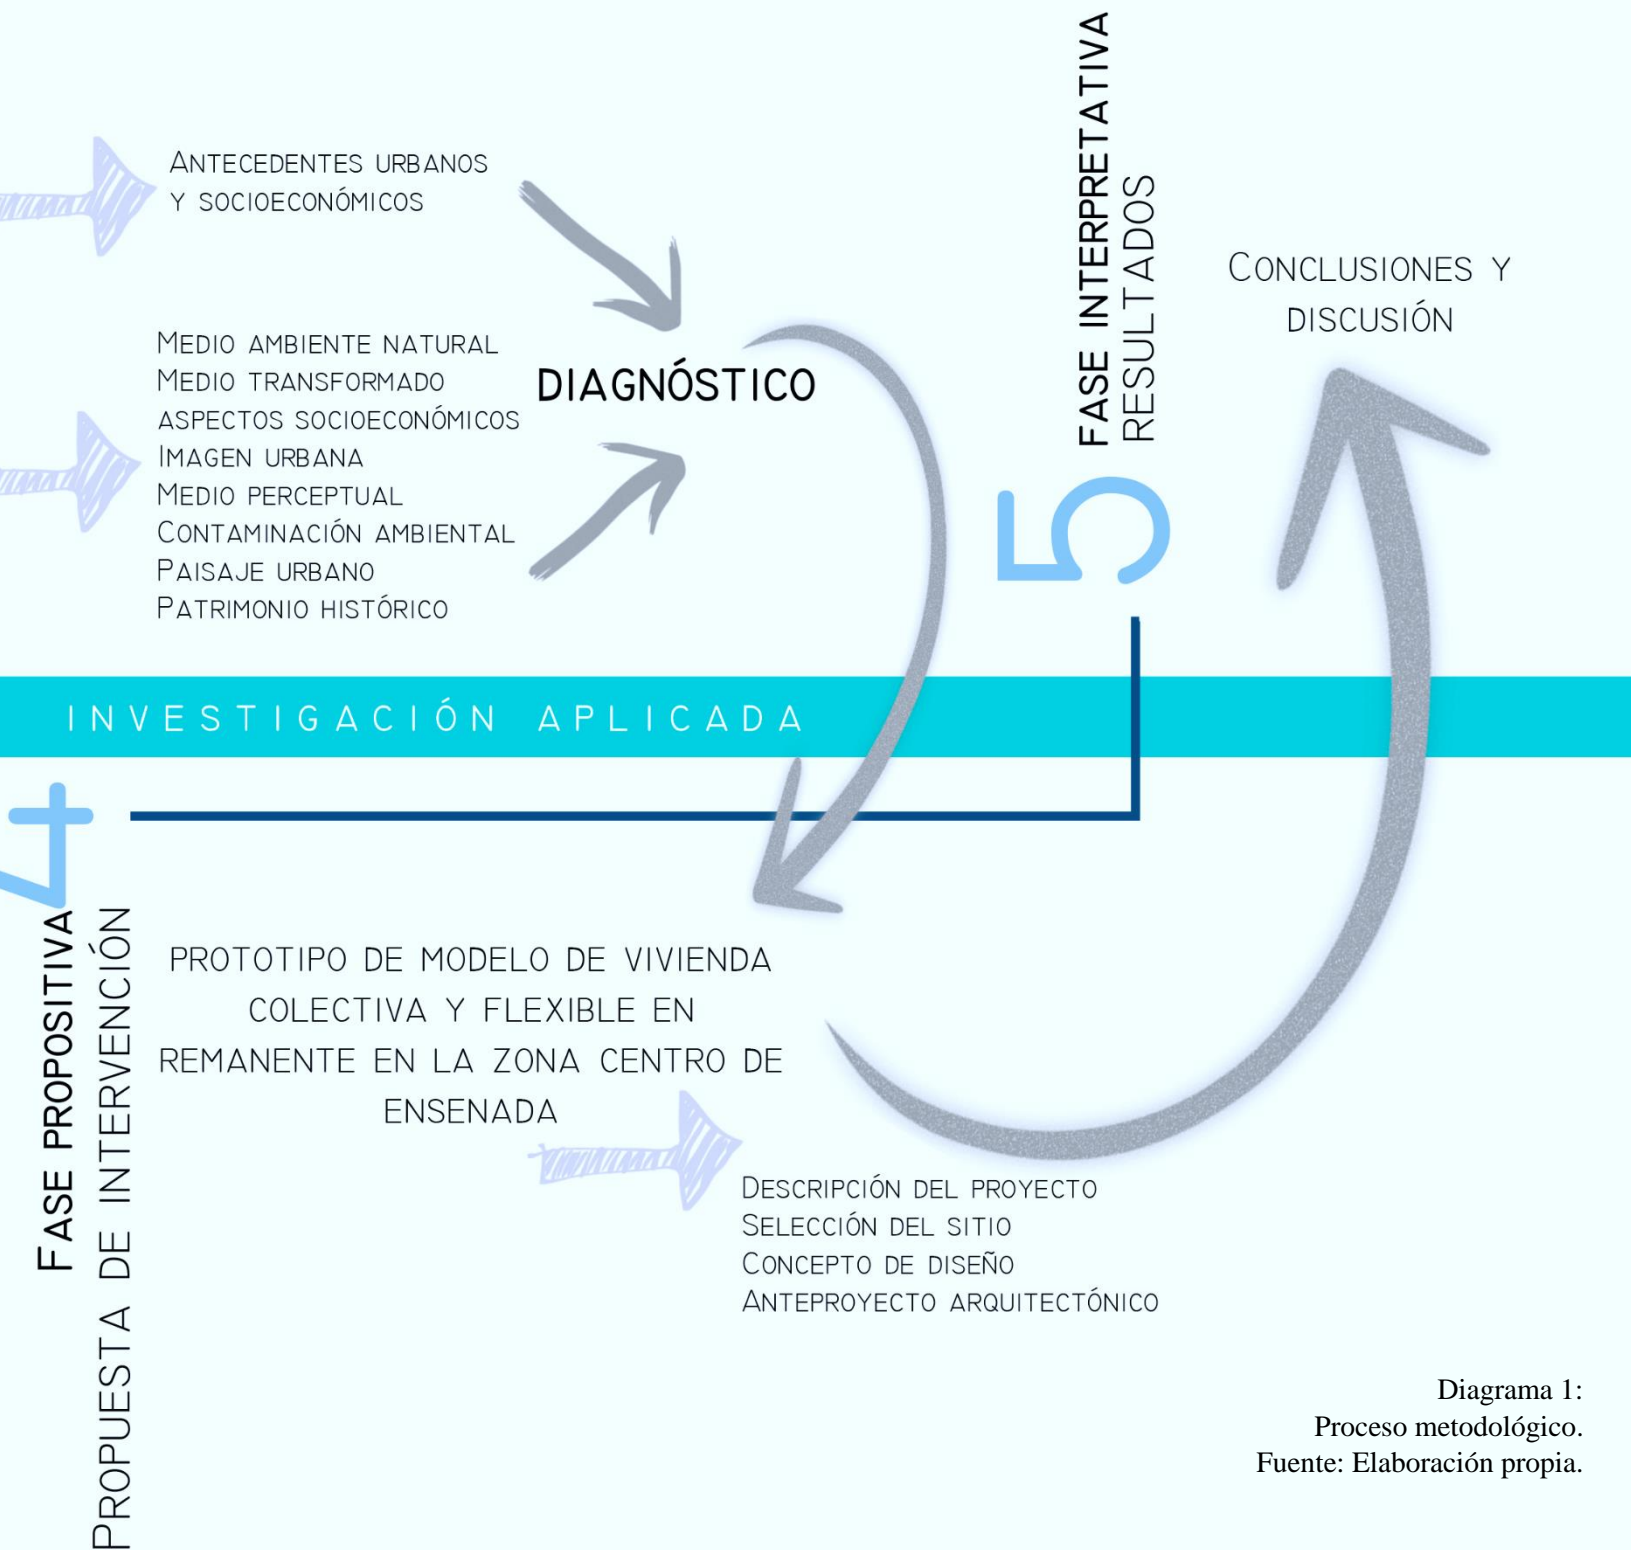 ANTECEDENTES URBANOS
Y SOCIOECONÓMICOS
MEDIO AMBIENTE NATURAL
MEDIO TRANSFORMADO
ASPECTOS SOCIOECONÓMICOS
IMAGEN URBANA
MEDIO PERCEPTUAL
CONTAMINACIÓN AMBIENTAL
PAISAJE URBANO
PATRIMONIO HISTÓRICO
DIAGNÓSTICO
5
FASE INTERPRETATIVA
RESULTADOS
CONCLUSIONES Y
DISCUSIÓN
INVESTIGACIÓN APLICADA
4
FASE PROPOSITIVA
PROPUESTA DE INTERVENCIÓN
PROTOTIPO DE MODELO DE VIVIENDA
COLECTIVA Y FLEXIBLE EN
REMANENTE EN LA ZONA CENTRO DE
ENSENADA
DESCRIPCIÓN DEL PROYECTO
SELECCIÓN DEL SITIO
CONCEPTO DE DISEÑO
ANTEPROYECTO ARQUITECTÓNICO
Diagrama 1:
Proceso metodológico.
Fuente: Elaboración propia.